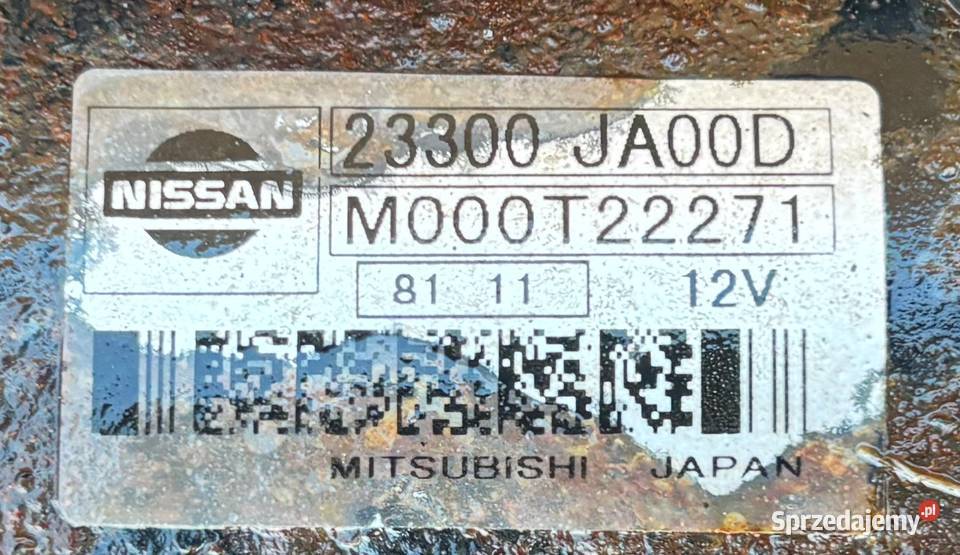 NISSAN
23300 JA00D
M000T22271
81 11
12V
MITSUBISHI JAPAN
Sprzedajemy.pl